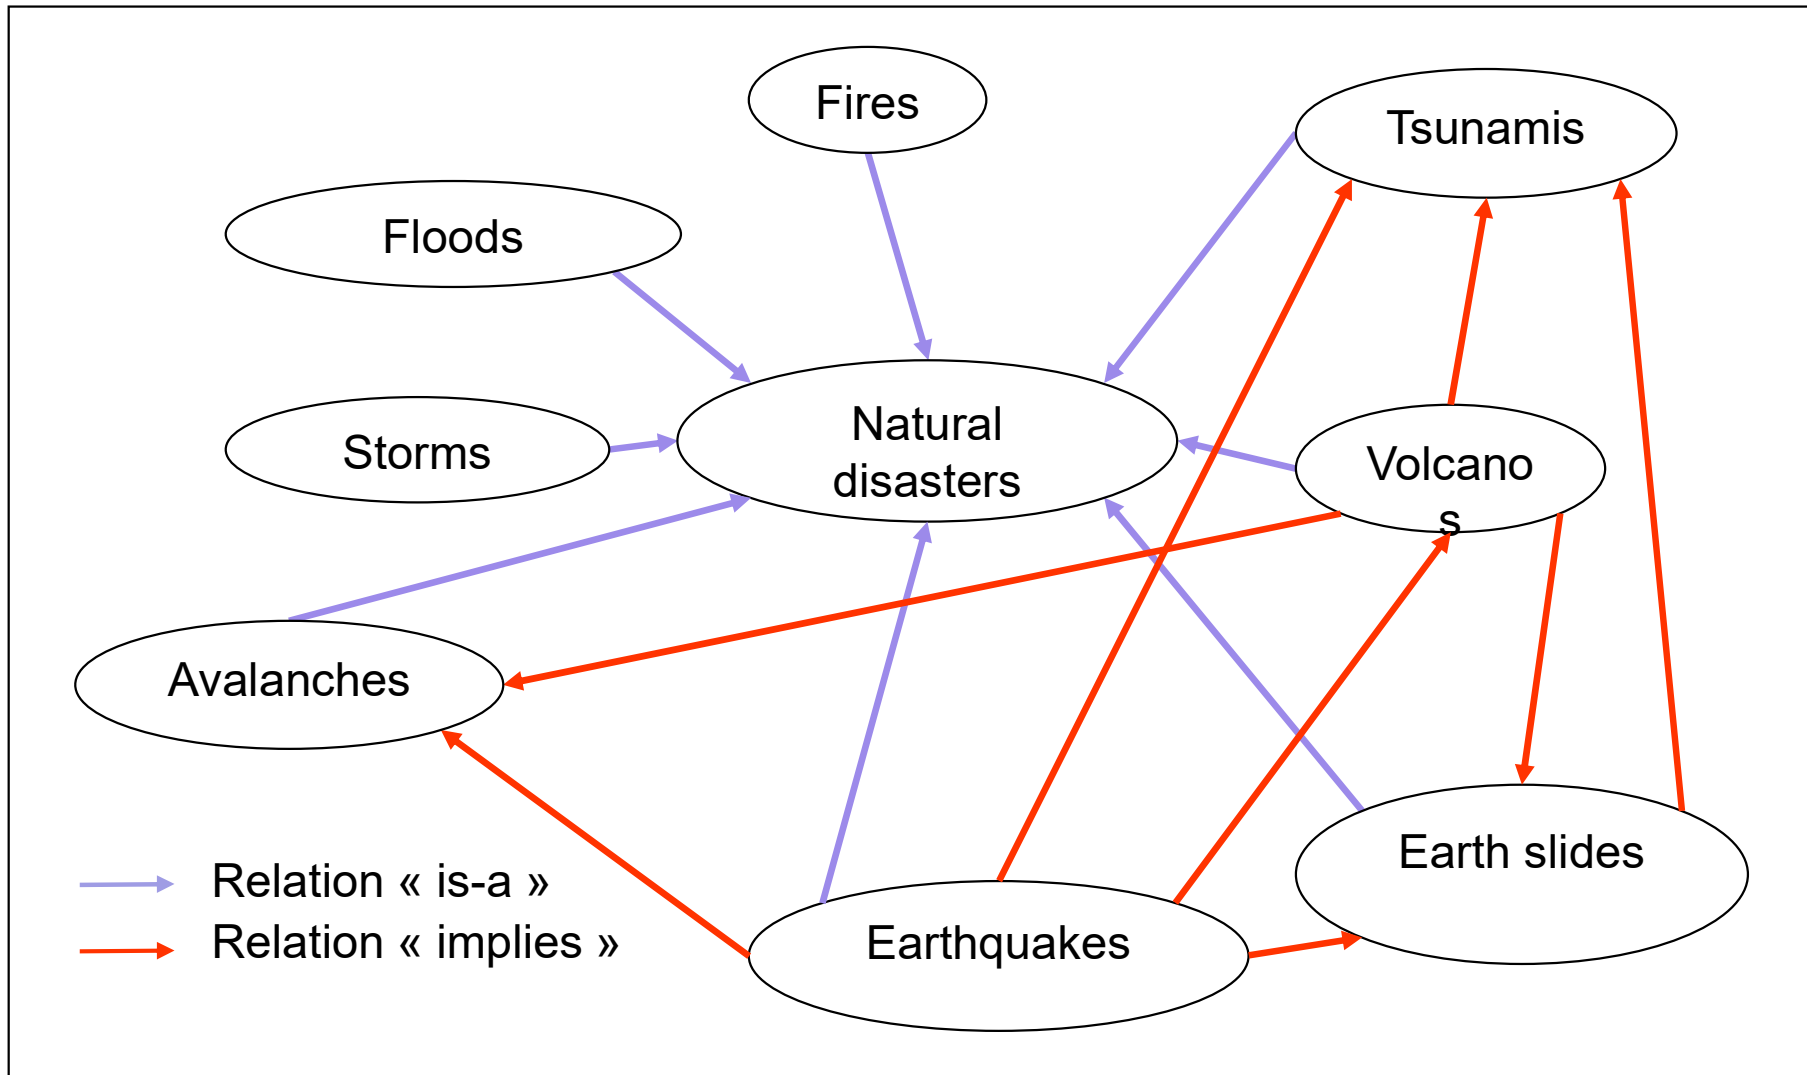 Fires
Tsunamis
Floods
Natural
disasters
Storms
Volcano
s
Avalanches
Earth slides
Relation « is-a »
Relation « implies »
Earthquakes